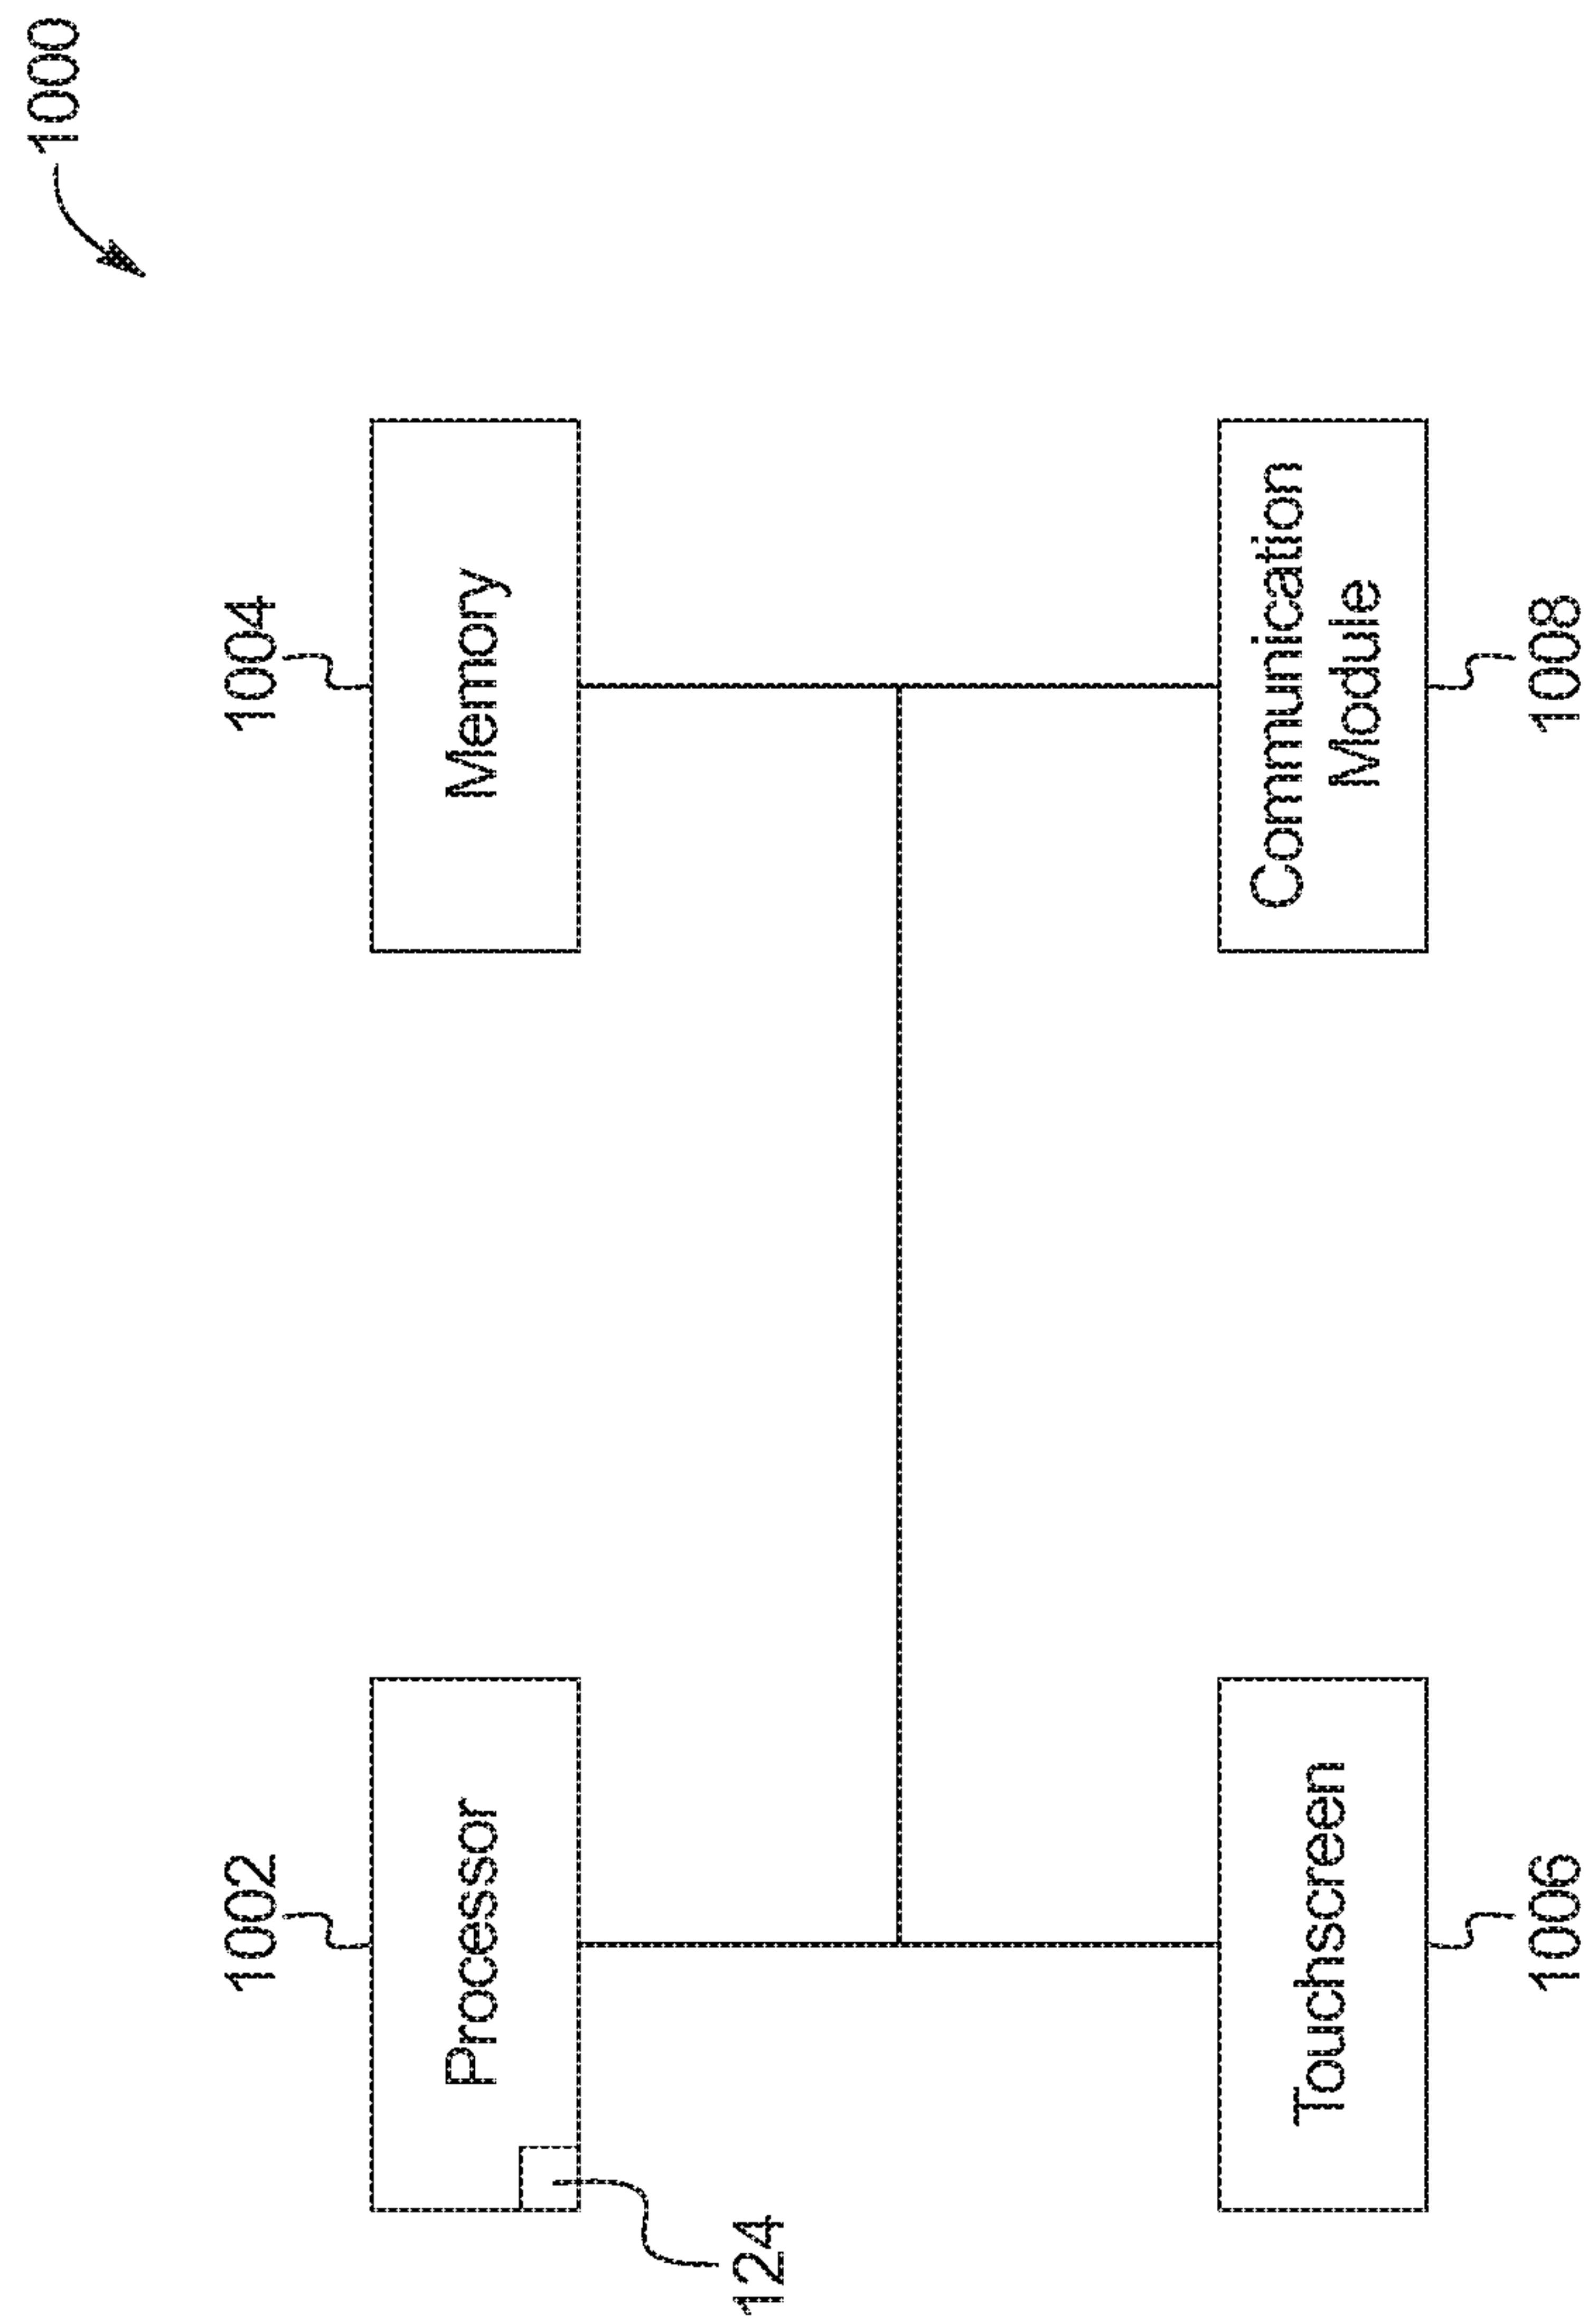 1000
1002
1004
Processor
Memory
124
Touchscreen
Communication
Module
1006
1008